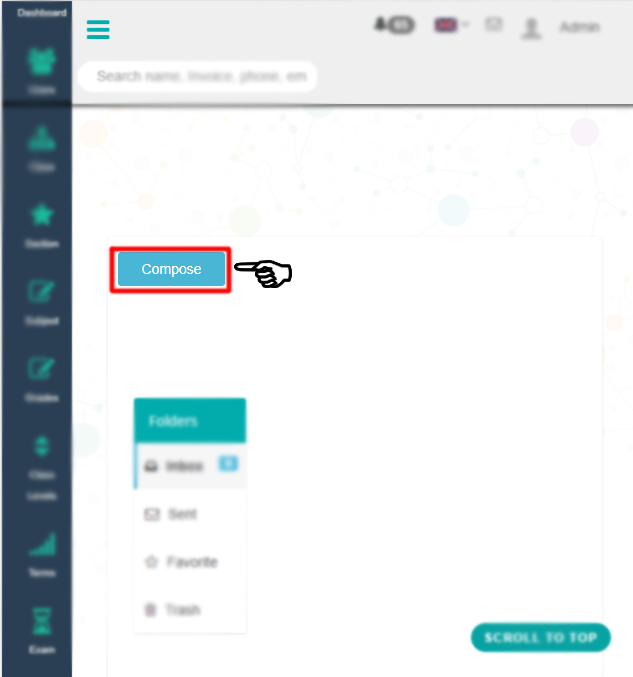 Dashboard
65
Admin
Search name, Invoice, phone, em
Users
Class
Section
Subject
Grades
Class
Levels
Terms
Exam
Compose
Folders
Inbox
Sent
Favorite
Trash
SCROLL TO TOP